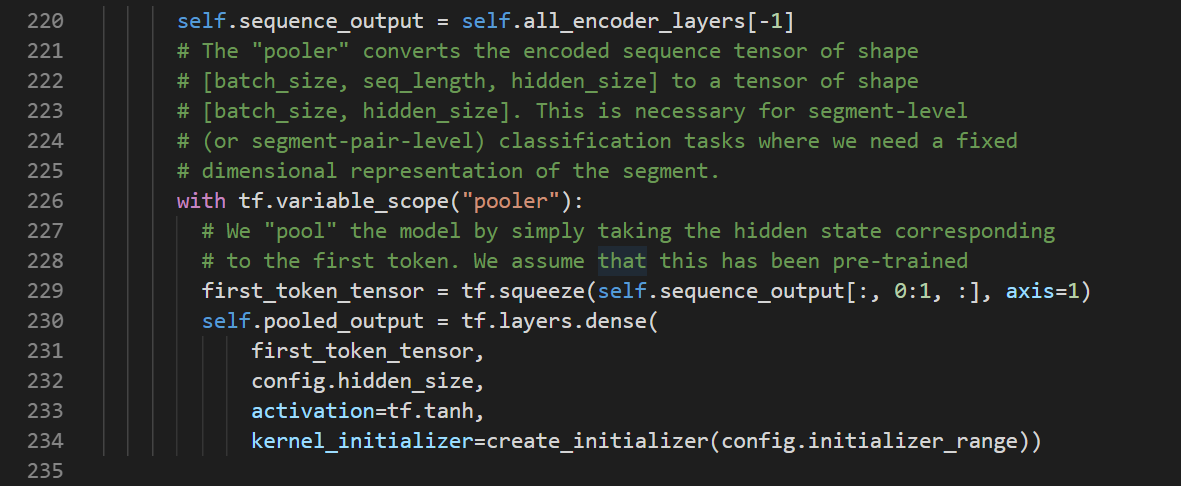 220 self.sequence_output = self.all_encoder_layers[-1]
221 # The "pooler" converts the encoded sequence tensor of shape
222 # [batch_size, seq_length, hidden_size] to a tensor of shape
223 # [batch_size, hidden_size]. This is necessary for segment-level
224 # (or segment-pair-level) classification tasks where we need a fixed
225 # dimensional representation of the segment.
226 with tf.variable_scope("pooler"):
227 # We "pool" the model by simply taking the hidden state corresponding
228 # to the first token. We assume that this has been pre-trained
229 first_token_tensor = tf.squeeze(self.sequence_output[:, 0:1, :], axis=1)
230 self.pooled_output = tf.layers.dense(
231 first_token_tensor,
232 config.hidden_size,
233 activation=tf.tanh,
234 kernel_initializer=create_initializer(config.initializer_range))
235